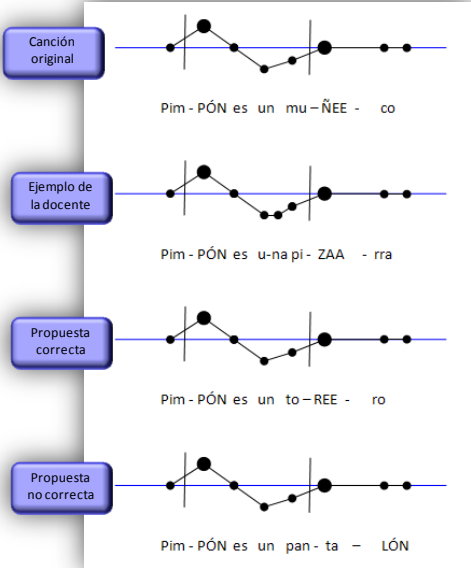 Canción
original
Pim - PÓN es un mu – ÑEE - co
Ejemplo de
la docente
Pim - PÓN es u-na pi - ZAA - rra
Propuesta
correcta
Pim - PÓN es un to – REE - ro
Propuesta
no correcta
Pim - PÓN es un pan - ta – LÓN